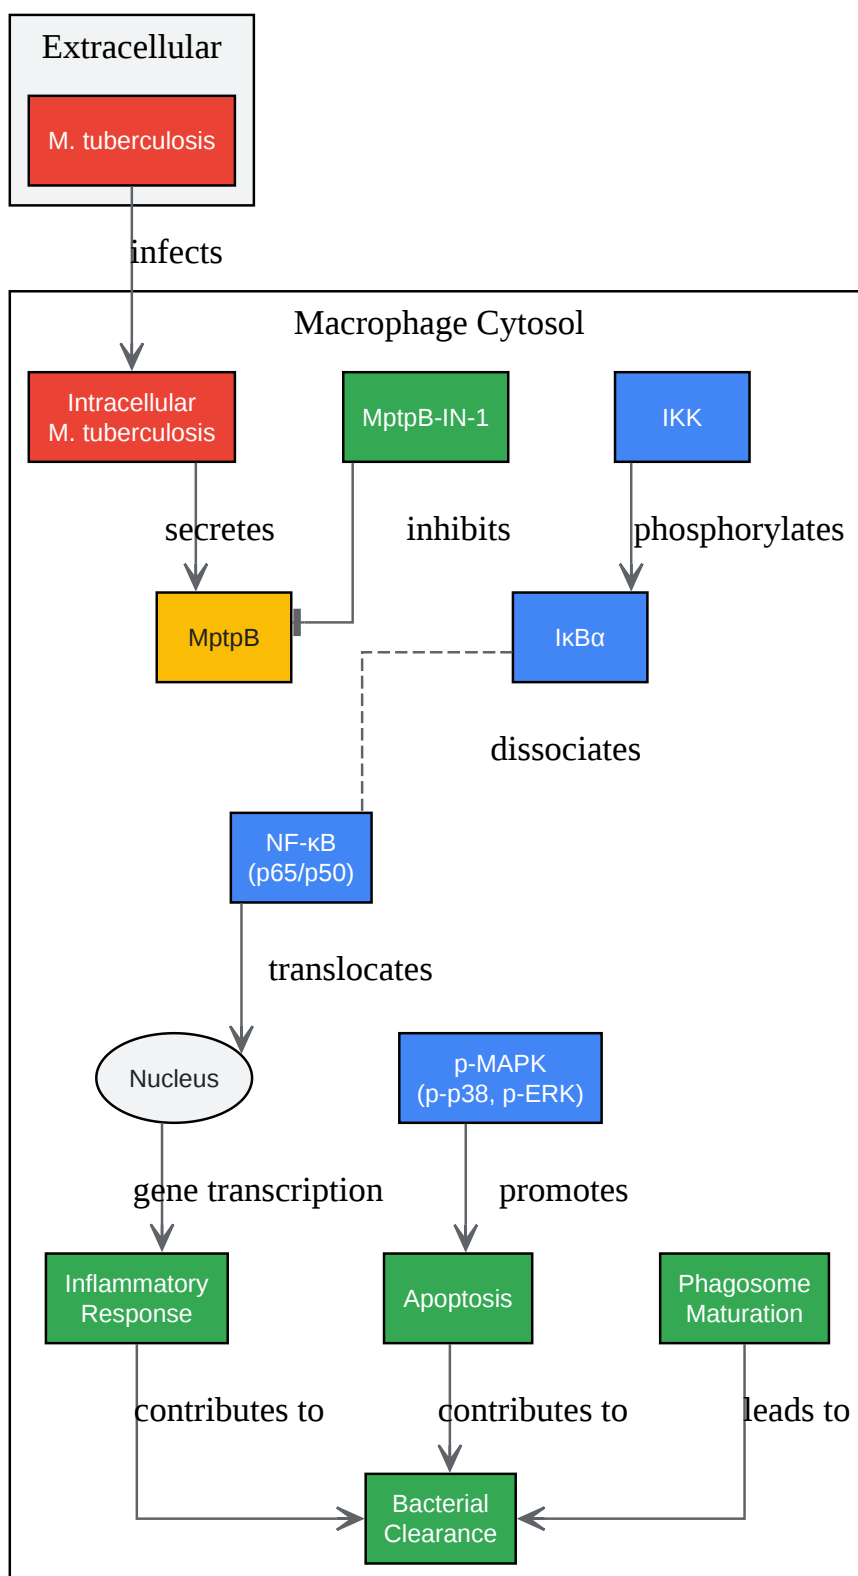 Extracellular
M. tuberculosis
infects
Macrophage Cytosol
Intracellular
M. tuberculosis
MptpB-IN-1
IKK
secretes
inhibits
phosphorylates
MptpB
IκBα
dissociates
NF-κB
(p65/p50)
translocates
Nucleus
p-MAPK
(p-p38, p-ERK)
gene transcription
promotes
Inflammatory
Response
Apoptosis
Phagosome
Maturation
contributes to
contributes to
leads to
Bacterial
Clearance